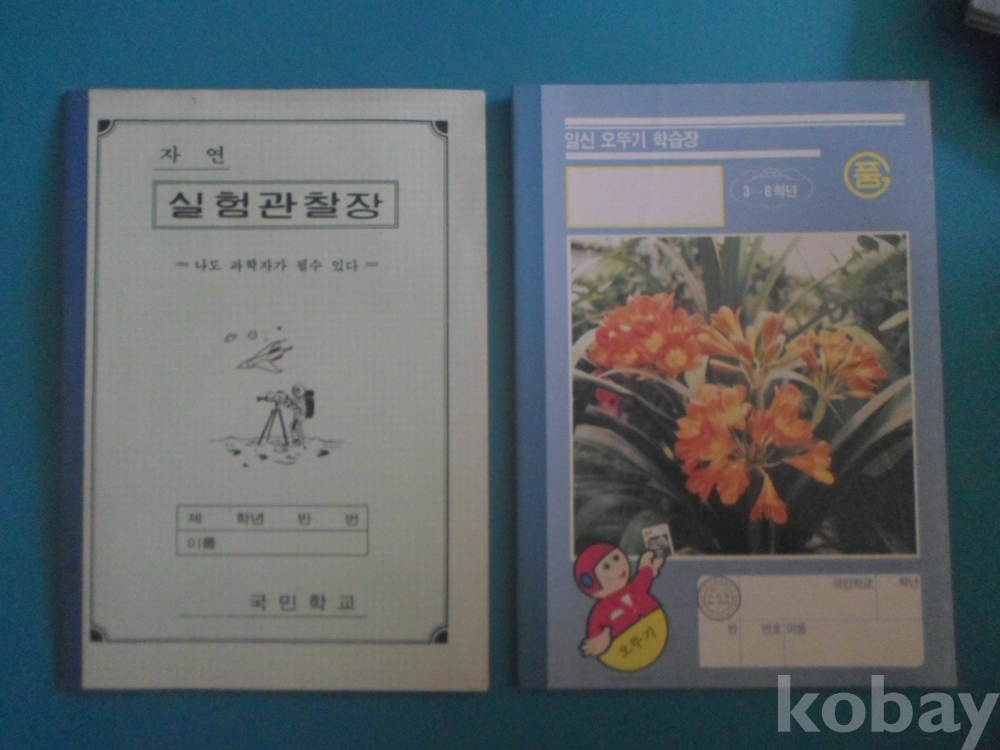 자 연
실험관찰장
== 나도 과학자가 될수 있다 ==
제 학년 반 번
이름
국민학교
일신 오뚜기 학습장
3-6학년
품
오뚜기
국민학교 학년
반 번호 이름
kobay